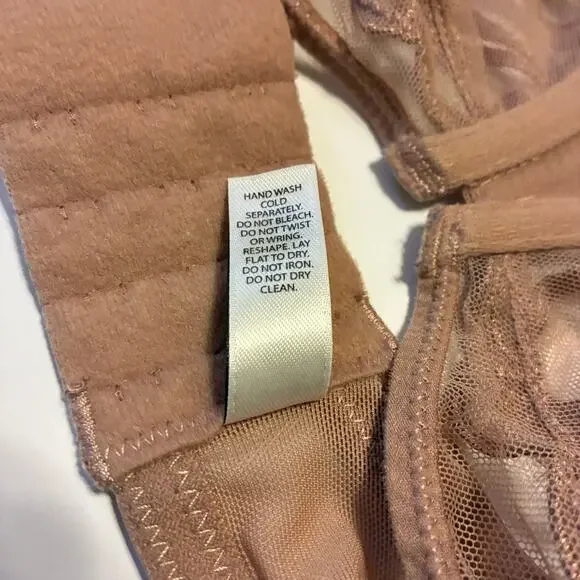 HAND WASH
COLD
SEPARATELY.
DO NOT BLEACH.
DO NOT TWIST
OR WRING.
RESHAPE. LAY
FLAT TO DRY.
DO NOT IRON.
DO NOT DRY
CLEAN.